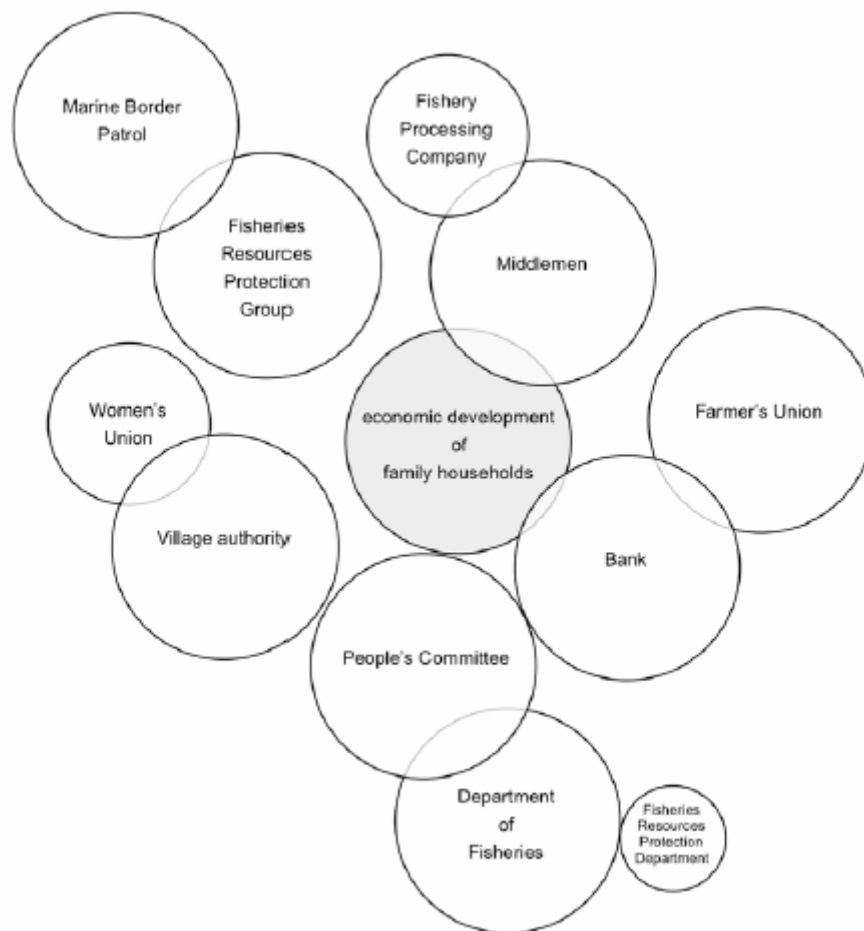 Marine Border
Patrol
Fishery
Processing
Company
Fisheries
Resources
Protection
Group
Middlemen
Women's
Union
economic development
of
family households
Farmer's Union
Village authority
Bank
People's Committee
Department
of
Fisheries
Fisheries
Resources
Protection
Department